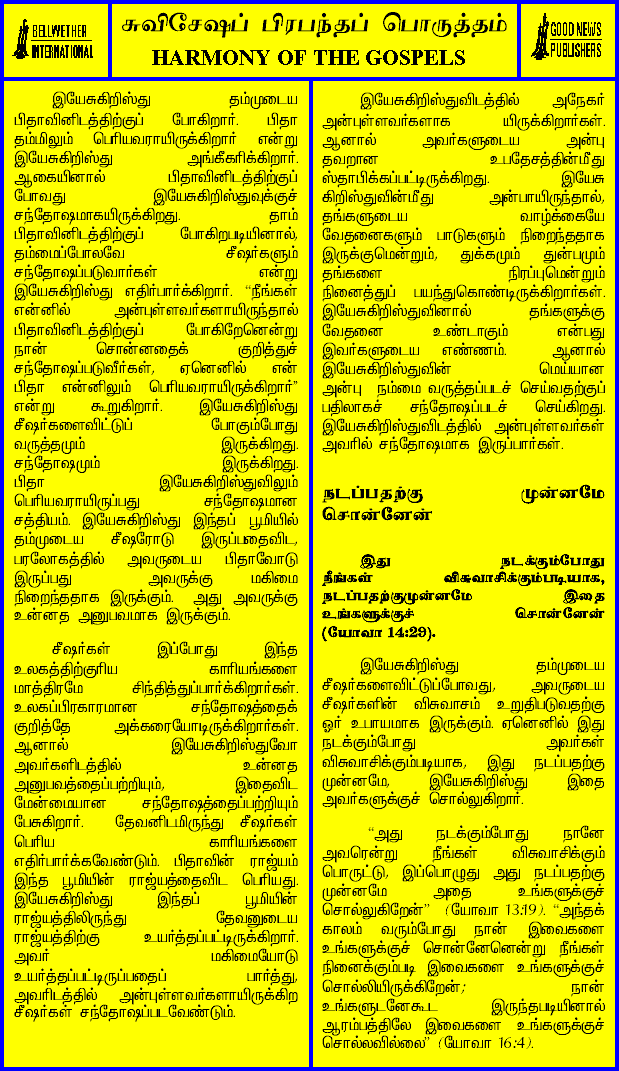 BELLWETHER
INTERNATIONAL
சுவிசேஷப் பிரபந்தப் பொருத்தம்
HARMONY OF THE GOSPELS
GOOD NEWS
PUBLISHERS
இயேசுகிறிஸ்து தம்முடைய
பிதாவினிடத்திற்குப் போகிறார். பிதா
தம்மிலும் பெரியவராயிருக்கிறார் என்று
இயேசுகிறிஸ்து அங்கீகரிக்கிறார்.
ஆகையினால் பிதாவினிடத்திற்குப்
போவது இயேசுகிறிஸ்துவுக்குச்
சந்தோஷமாகயிருக்கிறது. தாம்
பிதாவினிடத்திற்குப் போகிறபடியினால்,
தம்மைப்போலவே சீஷர்களும்
சந்தோஷப்படுவார்கள் என்று
இயேசுகிறிஸ்து எதிர்பார்க்கிறார். “நீங்கள்
என்னில் அன்புள்ளவர்களாயிருந்தால்
பிதாவினிடத்திற்குப் போகிறேனென்று
நான் சொன்னதைக் குறித்துச்
சந்தோஷப்படுவீர்கள், ஏனெனில் என்
பிதா என்னிலும் பெரியவராயிருக்கிறார்”
என்று கூறுகிறார். இயேசுகிறிஸ்து
சீஷர்களைவிட்டுப் போகும்போது
வருத்தமும் இருக்கிறது.
சந்தோஷமும் இருக்கிறது.
பிதா இயேசுகிறிஸ்துவிலும்
பெரியவராயிருப்பது சந்தோஷமான
சத்தியம். இயேசுகிறிஸ்து இந்தப் பூமியில்
தம்முடைய சீஷரோடு இருப்பதைவிட,
பரலோகத்தில் அவருடைய பிதாவோடு
இருப்பது அவருக்கு மகிமை
நிறைந்ததாக இருக்கும். அது அவருக்கு
உன்னத அனுபவமாக இருக்கும்.
சீஷர்கள் இப்போது இந்த
உலகத்திற்குரிய காரியங்களை
மாத்திரமே சிந்தித்துப்பார்க்கிறார்கள்.
உலகப்பிரகாரமான சந்தோஷத்தைக்
குறித்தே அக்கரையோடிருக்கிறார்கள்.
ஆனால் இயேசுகிறிஸ்துவோ
அவர்களிடத்தில் உன்னத
அனுபவத்தைப்பற்றியும், இதைவிட
மேன்மையான சந்தோஷத்தைப்பற்றியும்
பேசுகிறார். தேவனிடமிருந்து சீஷர்கள்
பெரிய காரியங்களை
எதிர்பார்க்கவேண்டும். பிதாவின் ராஜ்யம்
இந்த பூமியின் ராஜ்யத்தைவிட பெரியது.
இயேசுகிறிஸ்து இந்தப் பூமியின்
ராஜ்யத்திலிருந்து தேவனுடைய
ராஜ்யத்திற்கு உயர்த்தப்பட்டிருக்கிறார்.
அவர் மகிமையோடு
உயர்த்தப்பட்டிருப்பதைப் பார்த்து,
அவரிடத்தில் அன்புள்ளவர்களாயிருக்கிற
சீஷர்கள் சந்தோஷப்படவேண்டும்.
இயேசுகிறிஸ்துவிடத்தில் அநேகர்
அன்புள்ளவர்களாக யிருக்கிறார்கள்.
ஆனால் அவர்களுடைய அன்பு
தவறான உபதேசத்தின்மீது
ஸ்தாபிக்கப்பட்டிருக்கிறது. இயேசு
கிறிஸ்துவின்மீது அன்பாயிருந்தால்,
தங்களுடைய வாழ்க்கையே
வேதனைகளும் பாடுகளும் நிறைந்ததாக
இருக்குமென்றும், துக்கமும் துன்பமும்
தங்களை நிரப்புமென்றும்
நினைத்துப் பயந்துகொண்டிருக்கிறார்கள்.
இயேசுகிறிஸ்துவினால் தங்களுக்கு
வேதனை உண்டாகும் என்பது
இவர்களுடைய எண்ணம். ஆனால்
இயேசுகிறிஸ்துவின் மெய்யான
அன்பு நம்மை வருத்தப்படச் செய்வதற்குப்
பதிலாகச் சந்தோஷப்படச் செய்கிறது.
இயேசுகிறிஸ்துவிடத்தில் அன்புள்ளவர்கள்
அவரில் சந்தோஷமாக இருப்பார்கள்.
நடப்பதற்கு முன்னமே
சொன்னேன்
இது நடக்கும்போது
நீங்கள் விசுவாசிக்கும்படியாக,
நடப்பதற்குமுன்னமே இதை
உங்களுக்குச் சொன்னேன்
(யோவா 14:29).
இயேசுகிறிஸ்து தம்முடைய
சீஷர்களைவிட்டுப்போவது, அவருடைய
சீஷர்களின் விசுவாசம் உறுதிபடுவதற்கு
ஓர் உபாயமாக இருக்கும். ஏனெனில் இது
நடக்கும்போது அவர்கள்
விசுவாசிக்கும்படியாக, இது நடப்பதற்கு
முன்னமே, இயேசுகிறிஸ்து இதை
அவர்களுக்குச் சொல்லுகிறார்.
“அது நடக்கும்போது நானே
அவரென்று நீங்கள் விசுவாசிக்கும்
பொருட்டு, இப்பொழுது அது நடப்பதற்கு
முன்னமே அதை உங்களுக்குச்
சொல்லுகிறேன்” (யோவா 13:19). “அந்தக்
காலம் வரும்போது நான் இவைகளை
உங்களுக்குச் சொன்னேனென்று நீங்கள்
நினைக்கும்படி இவைகளை உங்களுக்குச்
சொல்லியிருக்கிறேன்; நான்
உங்களுடனேகூட இருந்தபடியினால்
ஆரம்பத்திலே இவைகளை உங்களுக்குச்
சொல்லவில்லை” (யோவா 16:4).